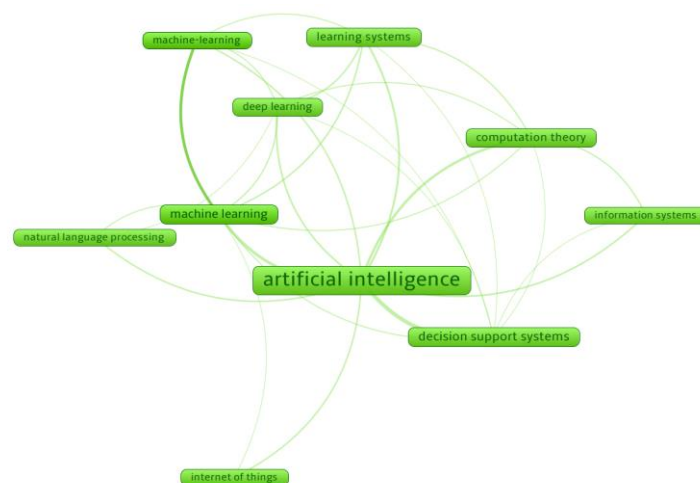 machine-learning
learning systems
deep learning
computation theory
machine learning
information systems
natural language processing
artificial intelligence
decision support systems
internet of things